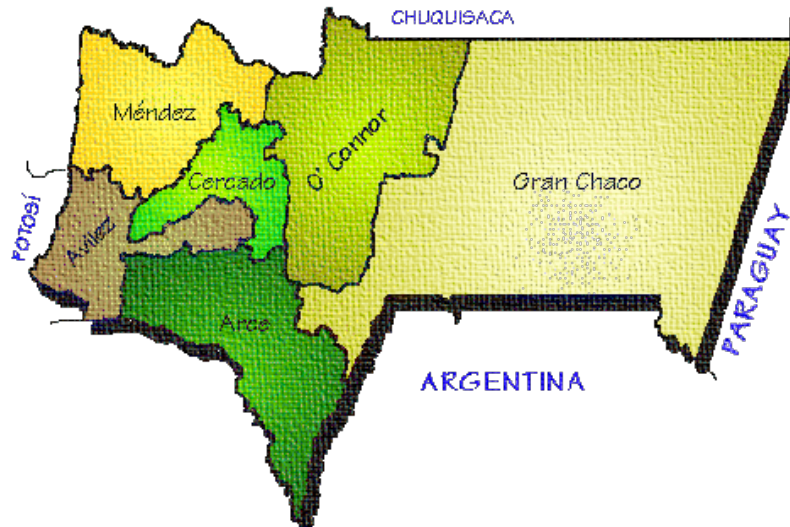 CHUQUISACA
Méndez
O' Connor
Cercado
Gran Chaco
POTOSÍ
Avilez
PARAGUAY
Arce
ARGENTINA